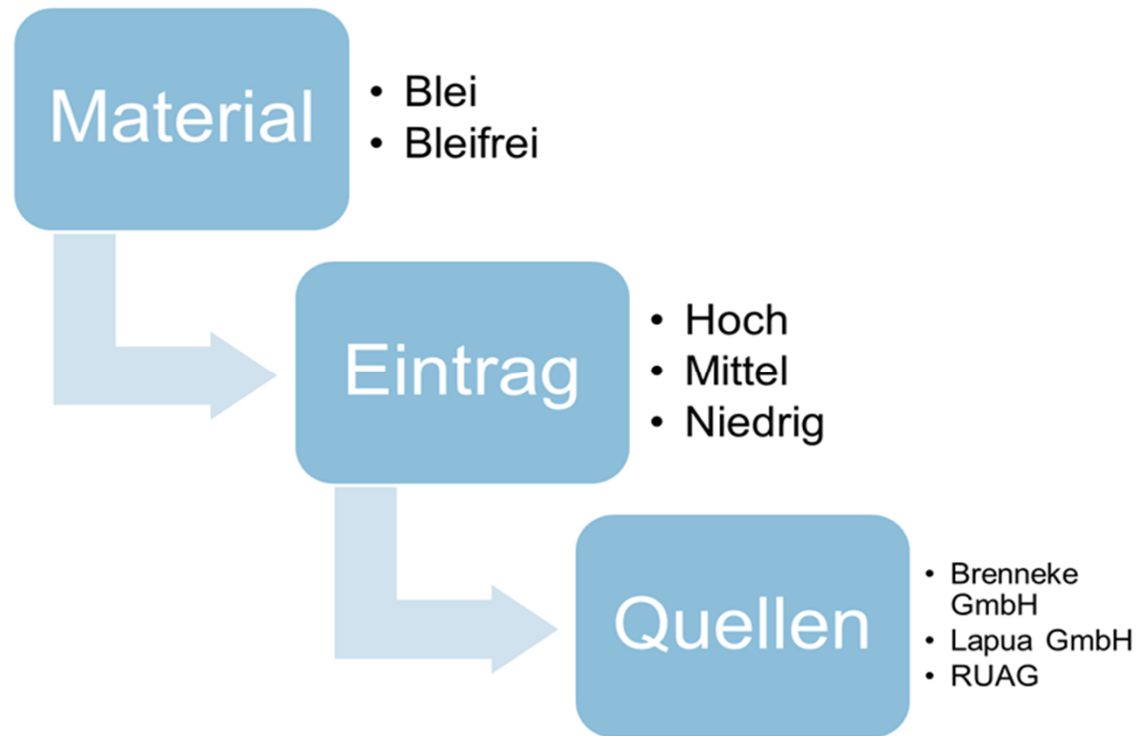 Material
• Blei
• Bleifrei
Eintrag
• Hoch
• Mittel
• Niedrig
Quellen
• Brenneke
GmbH
• Lapua GmbH
• RUAG